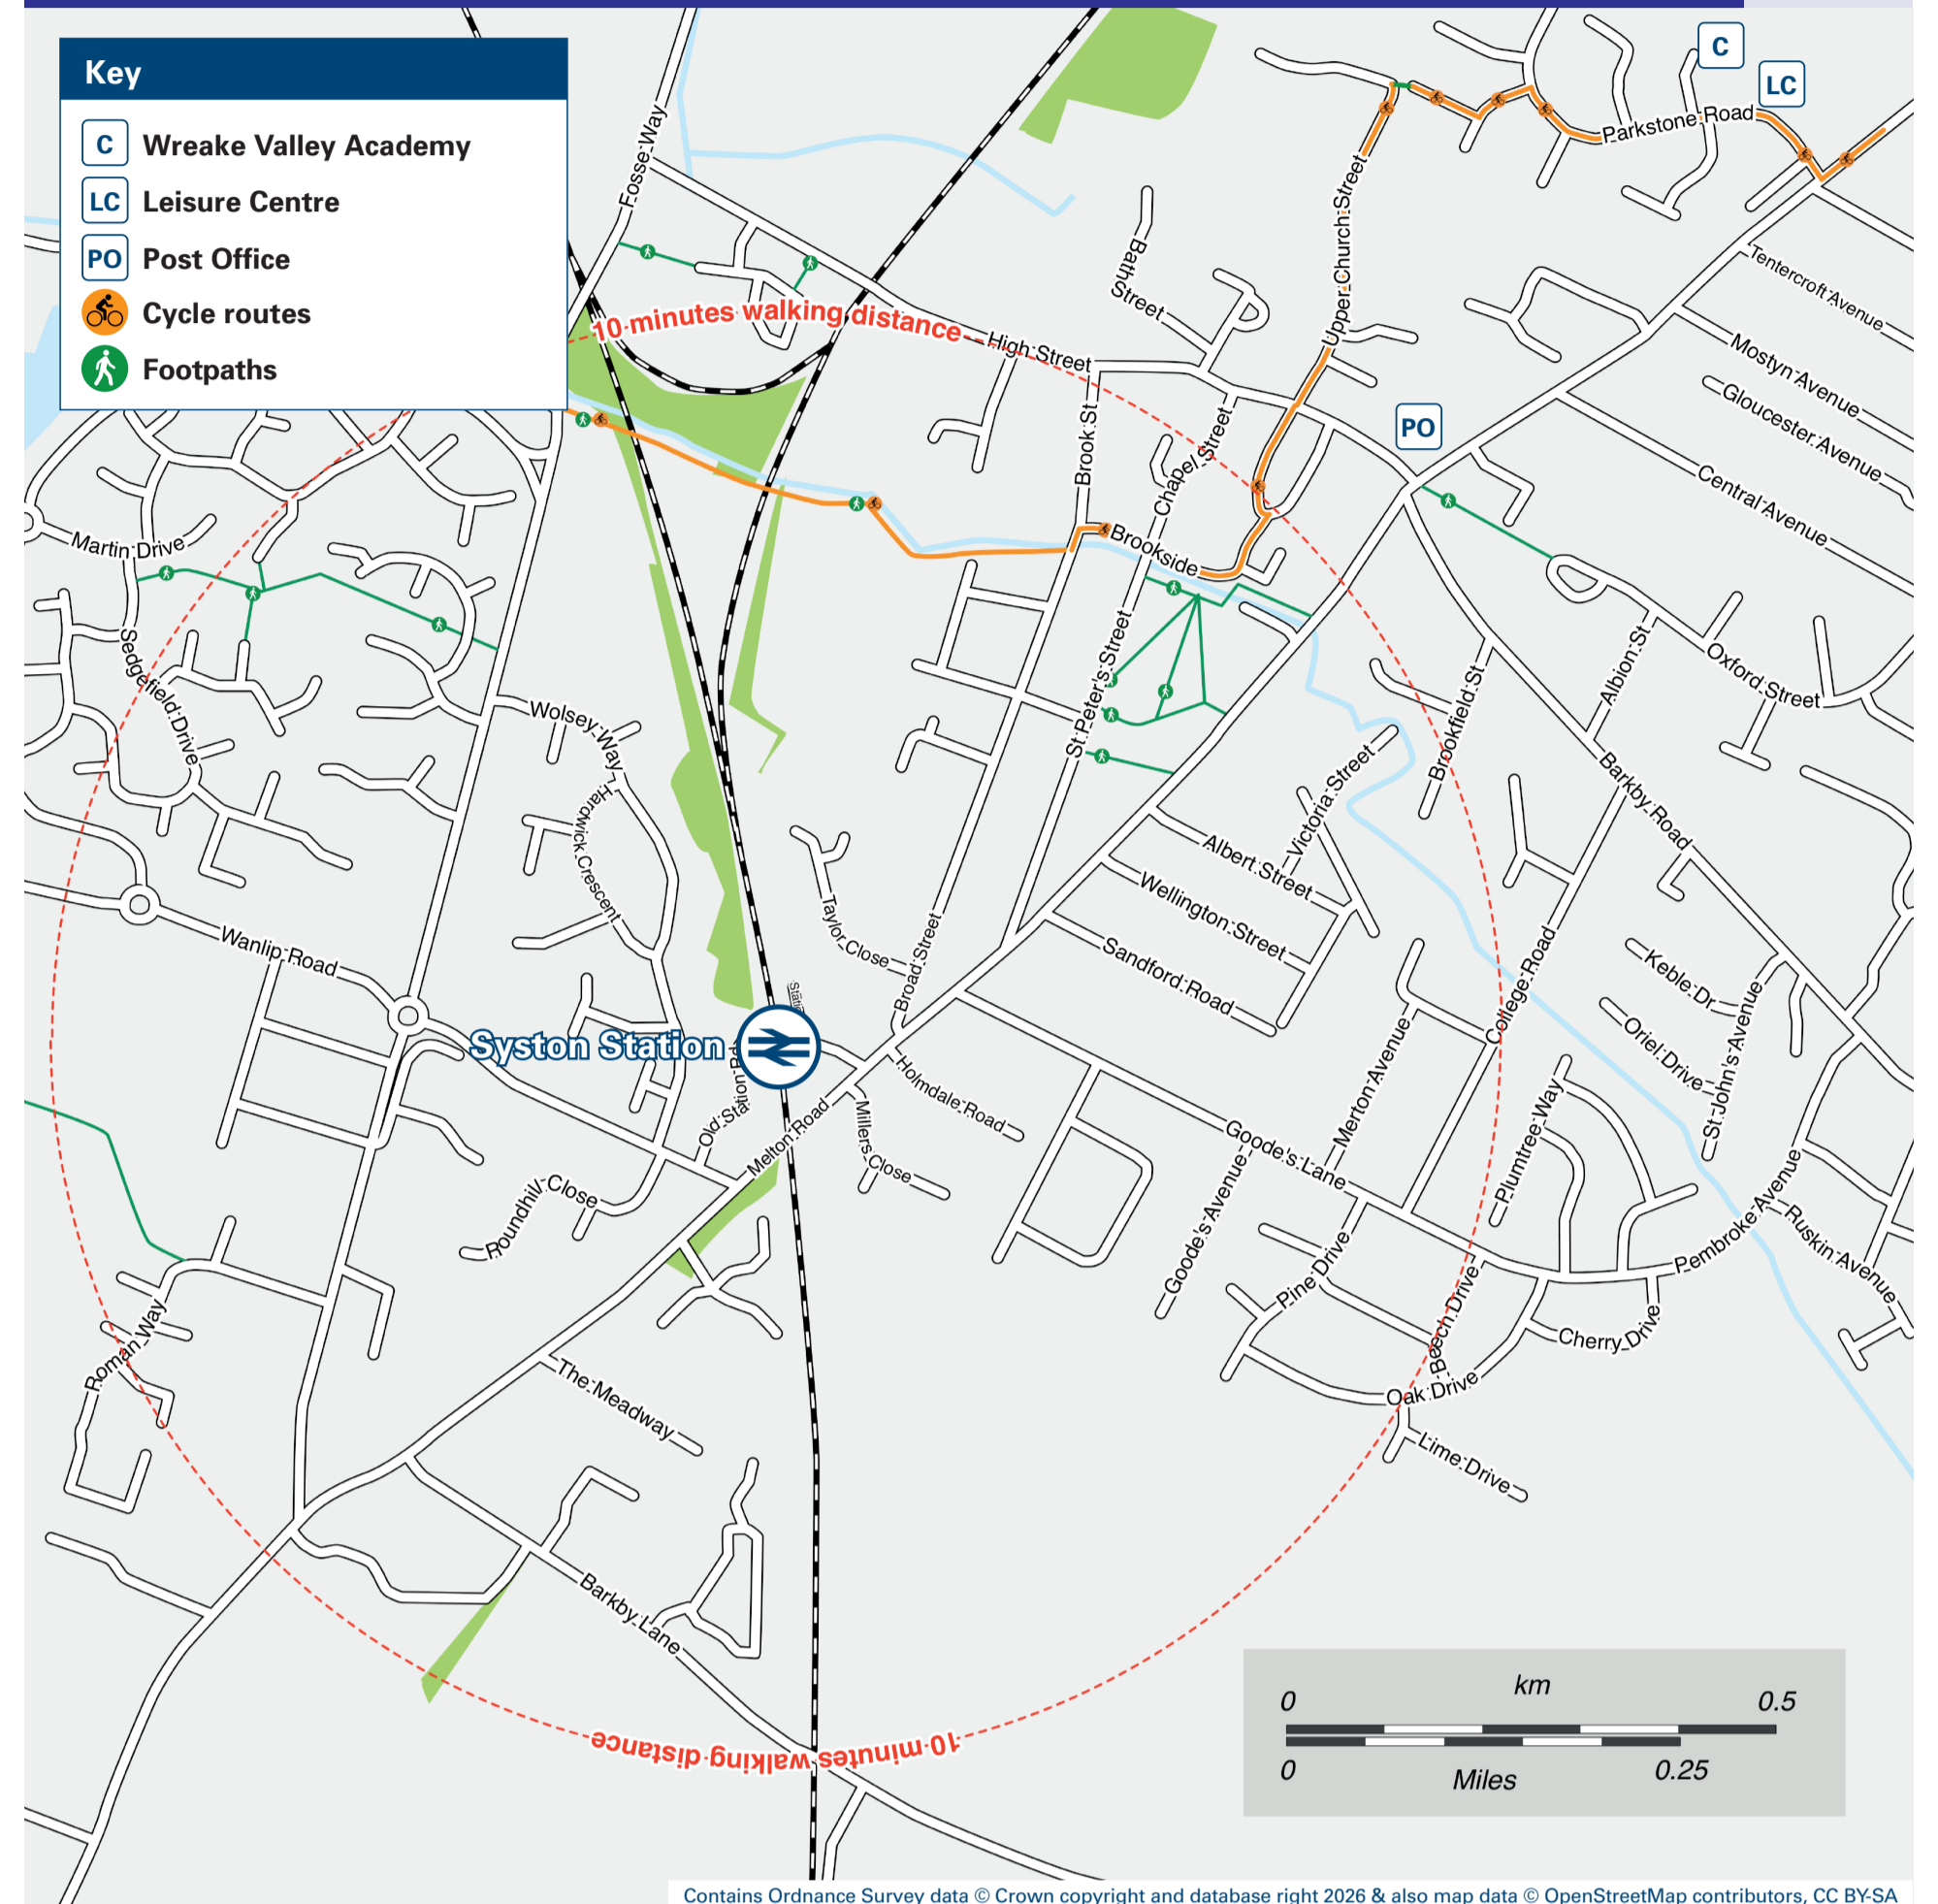 Key
C Wreake Valley Academy
LC Leisure Centre
PO Post Office
Cycle routes
Footpaths
C
LC
PO
Parkstone Road
Fosse Way
Upper Church Street
Bath Street
Tentercroft Avenue
Mostyn Avenue
Gloucester Avenue
Central Avenue
10 minutes walking distance
High Street
Brook St
Chapel Street
Brookside
Martin Drive
Sedgefield Drive
Wolsey Way
Hardwick Crescent
St Peter's Street
Albion St
Oxford Street
Brookfield St
Barkby Road
Victoria Street
Albert Street
Wellington Street
Sandford Road
Taylor Close
Broad Street
Wanlip Road
College Road
Keble Dr
Oriel Drive
St John's Avenue
Merton Avenue
Plumtree Way
Syston Station
Old Sta
Melton Road
Millers Close
Holmdale Road
Goode's Lane
Goode's Avenue
Roundhill Close
Pembroke Avenue
Ruskin Avenue
Pine Drive
Beech Drive
Cherry Drive
Oak Drive
Lime Drive
Roman Way
The Meadway
Barkby Lane
10 minutes walking distance
km
0 0.5
0 0.25
Miles
Contains Ordnance Survey data © Crown copyright and database right 2026 & also map data © OpenStreetMap contributors, CC BY-SA